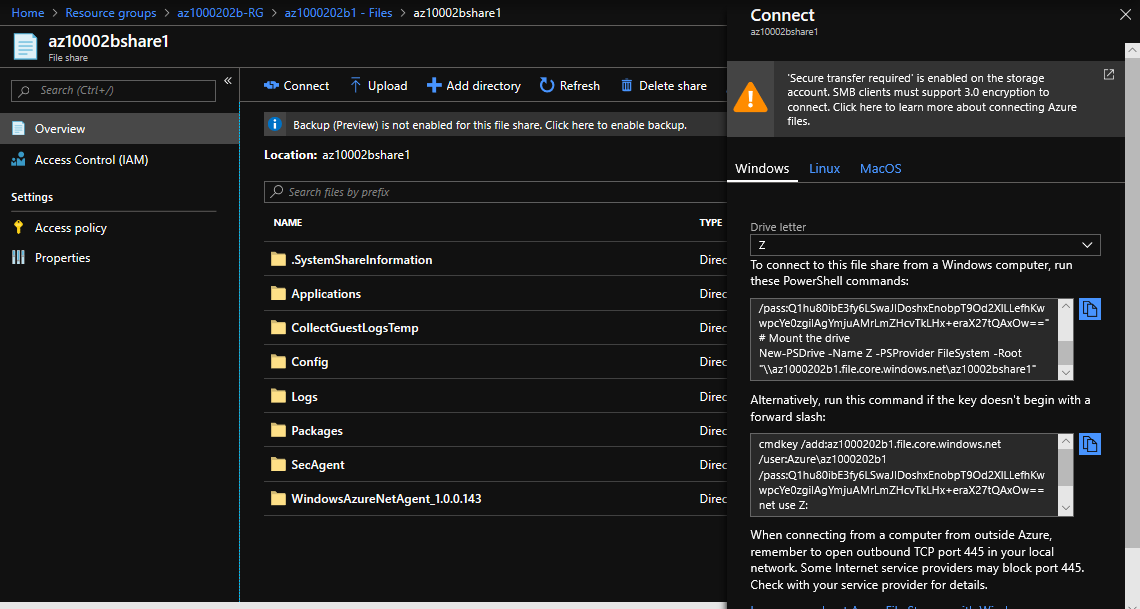 Home > Resource groups > az1000202b-RG > az1000202b1 - Files > az10002bshare1
az10002bshare1
File share
Search (Ctrl+/)
Overview
Access Control (IAM)
Settings
Access policy
Properties
Connect
Upload
Add directory
Refresh
Delete share
Backup (Preview) is not enabled for this file share. Click here to enable backup.
Location: az10002bshare1
Search files by prefix
NAME TYPE
.SystemShareInformation Direc
Applications Direc
CollectGuestLogsTemp Direc
Config Direc
Logs Direc
Packages Direc
SecAgent Direc
WindowsAzureNetAgent_1.0.0.143 Direc
Connect
az10002bshare1
'Secure transfer required' is enabled on the storage
account. SMB clients must support 3.0 encryption to
connect. Click here to learn more about connecting Azure
files.
Windows Linux MacOS
Drive letter
Z
To connect to this file share from a Windows computer, run
these PowerShell commands:
/pass:Q1hu80ibE3fy6LSwaJIDoshxEnobpT9Od2XlLLefhKw
wpcYe0zgilAgYmjuAMrLmZHcvTkLHx+eraX27tQAxOw=="
# Mount the drive
New-PSDrive -Name Z -PSProvider FileSystem -Root
"\\az1000202b1.file.core.windows.net\az10002bshare1"
Alternatively, run this command if the key doesn't begin with a
forward slash:
cmdkey /add:az1000202b1.file.core.windows.net
/user:Azure\az1000202b1
/pass:Q1hu80ibE3fy6LSwaJIDoshxEnobpT9Od2XlLLefhKw
wpcYe0zgilAgYmjuAMrLmZHcvTkLHx+eraX27tQAxOw==
net use Z:
When connecting from a computer from outside Azure,
remember to open outbound TCP port 445 in your local
network. Some Internet service providers may block port 445.
Check with your service provider for details.